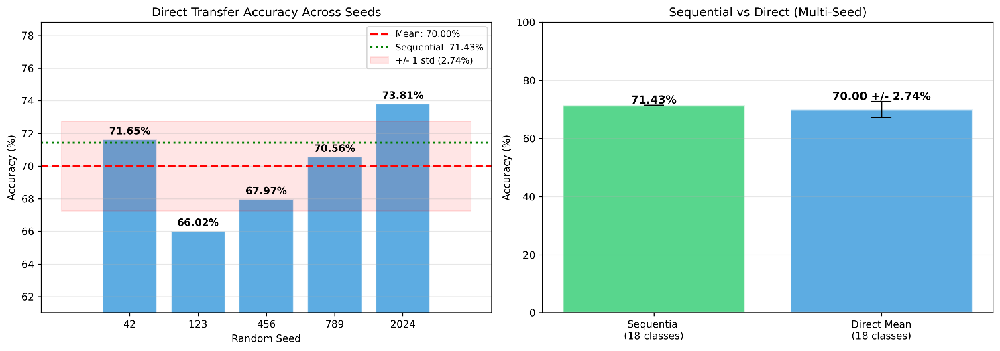 Direct Transfer Accuracy Across Seeds
Mean: 70.00%
Sequential: 71.43%
+/- 1 std (2.74%)
Accuracy (%)
78
76
74
72
70
68
66
64
62
71.65%
66.02%
67.97%
70.56%
73.81%
42
123
456
789
2024
Random Seed
Sequential vs Direct (Multi-Seed)
Accuracy (%)
100
80
60
40
20
0
71.43%
70.00 +/- 2.74%
Sequential
(18 classes)
Direct Mean
(18 classes)